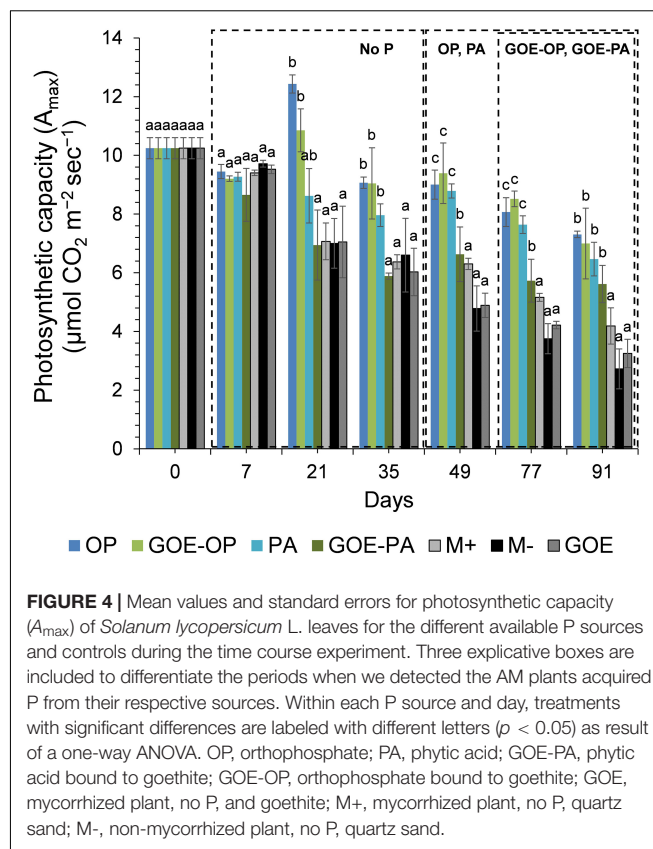 No P
OP, PA
GOE-OP, GOE-PA
Photosynthetic capacity (Amax)
(µmol CO2 m−2 sec−1)
14
12
10
8
6
4
2
0
aaaaaaa
a a a a a a a
b b ab a a a a
b b b a a a a
c c c b a a a
c c c b a a a
b b b b a a a
0 7 21 35 49 77 91
Days
OP GOE-OP PA GOE-PA M+ M- GOE
FIGURE 4 | Mean values and standard errors for photosynthetic capacity
(Amax) of Solanum lycopersicum L. leaves for the different available P sources
and controls during the time course experiment. Three explicative boxes are
included to differentiate the periods when we detected the AM plants acquired
P from their respective sources. Within each P source and day, treatments
with significant differences are labeled with different letters (p < 0.05) as result
of a one-way ANOVA. OP, orthophosphate; PA, phytic acid; GOE-PA, phytic
acid bound to goethite; GOE-OP, orthophosphate bound to goethite; GOE,
mycorrhized plant, no P, and goethite; M+, mycorrhized plant, no P, quartz
sand; M-, non-mycorrhized plant, no P, quartz sand.